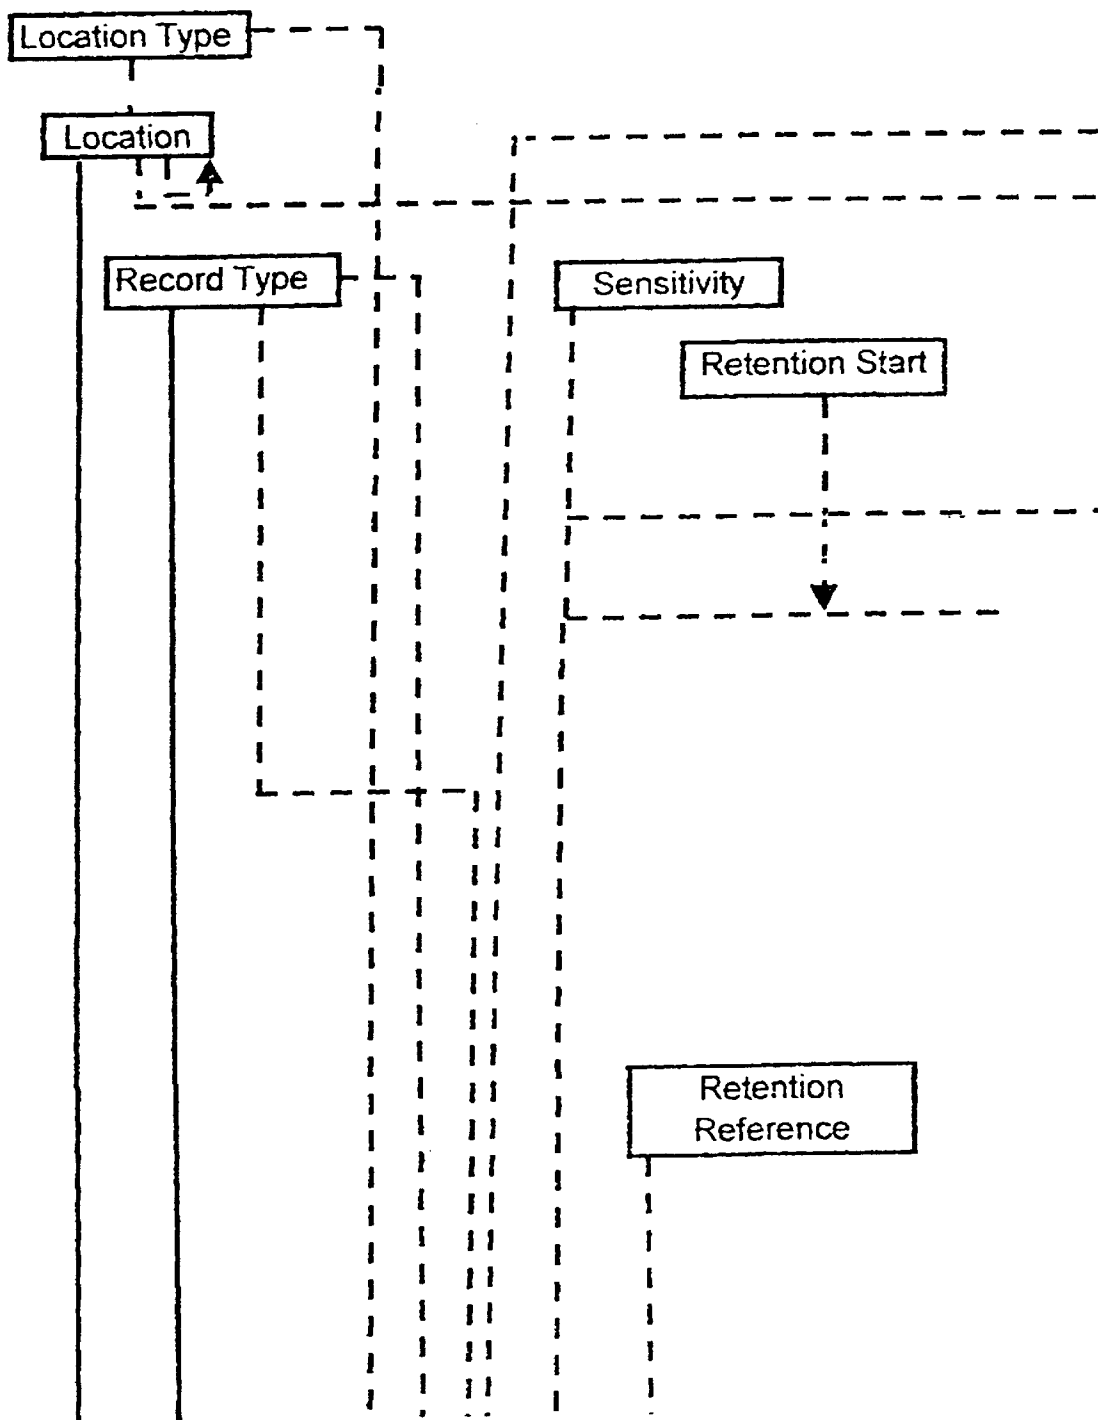 Location Type
Location
Record Type
Sensitivity
Retention Start
Retention
Reference